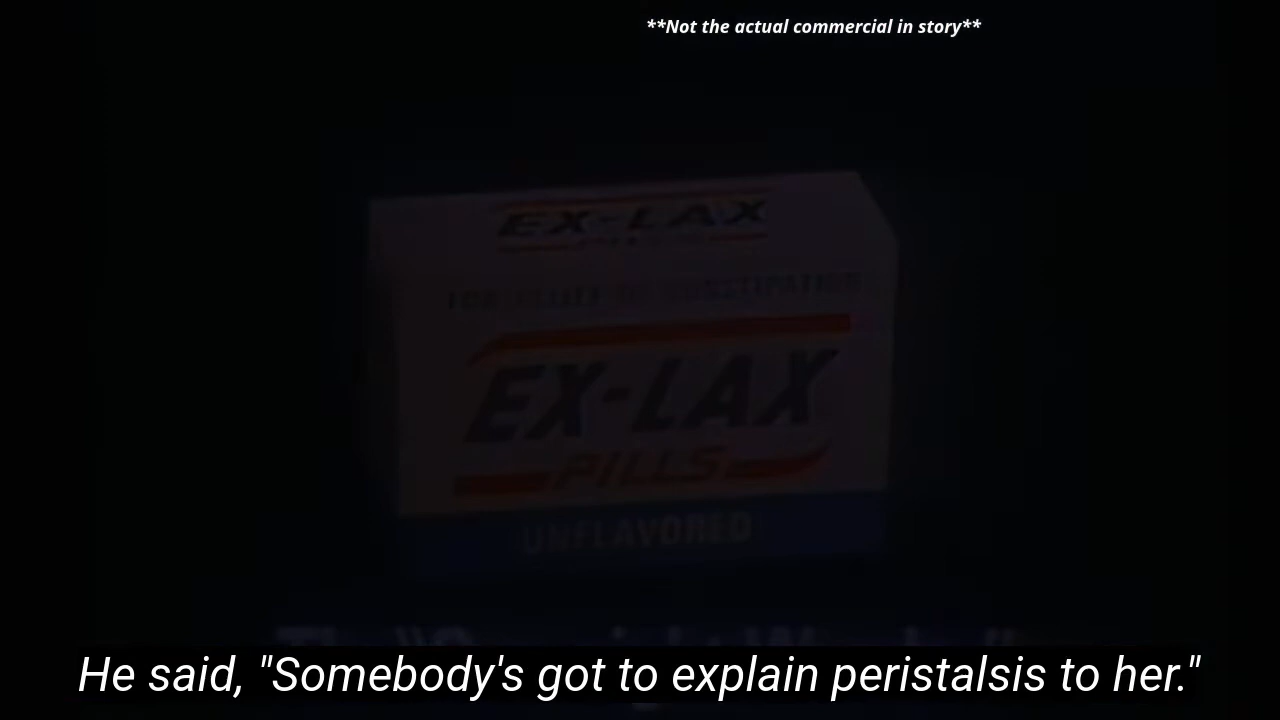 **Not the actual commercial in story**
EX-LAX
EX-LAX
PILLS
UNFLAVORED
He said, "Somebody's got to explain peristalsis to her."